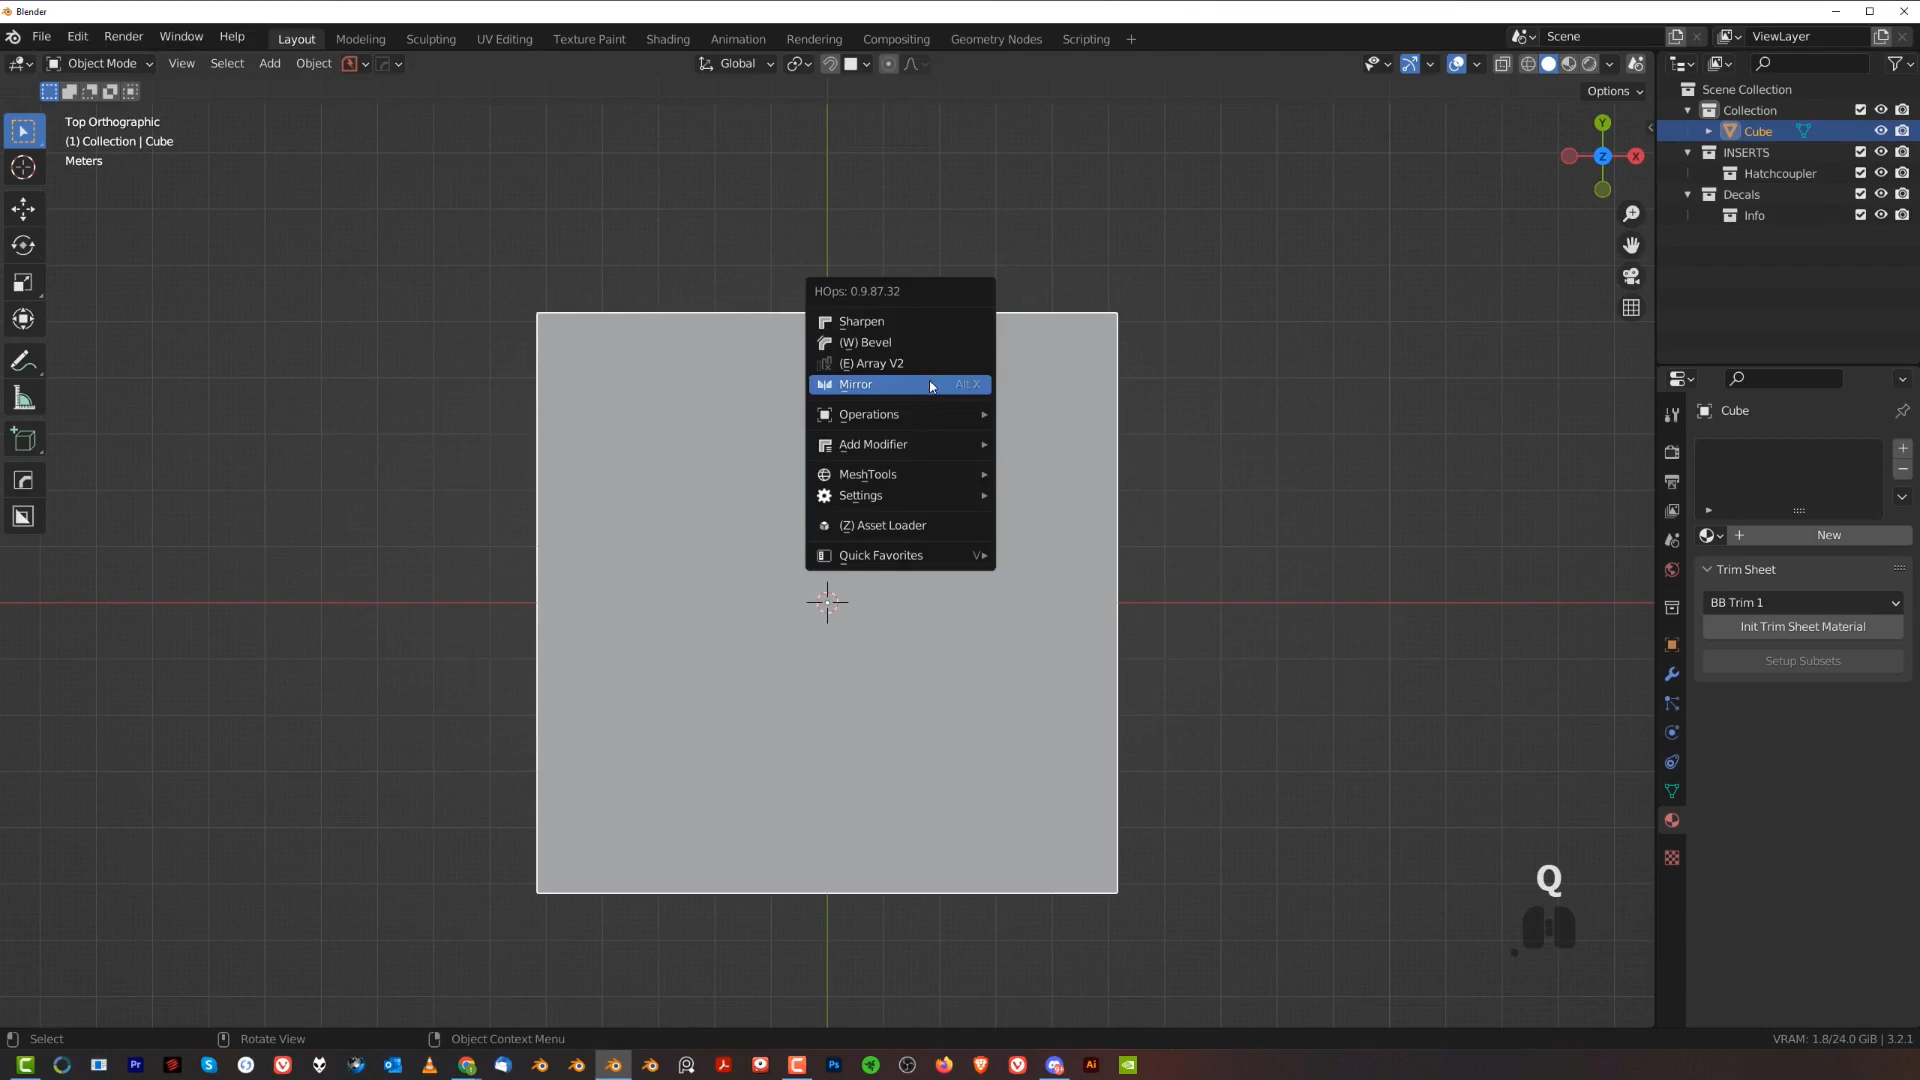 Blender
File Edit Render Window Help Layout Modeling Sculpting UV Editing Texture Paint Shading Animation Rendering Compositing Geometry Nodes Scripting + Scene ViewLayer
Object Mode View Select Add Object Global
Options
Top Orthographic
(1) Collection | Cube
Meters
Y
Z
X
HOps: 0.9.87.32
Sharpen
(W) Bevel
(E) Array V2
Mirror Alt X
Operations
Add Modifier
MeshTools
Settings
(Z) Asset Loader
Quick Favorites V
Scene Collection
Collection
Cube
INSERTS
Hatchcoupler
Decals
Info
Cube
New
Trim Sheet
BB Trim 1
Init Trim Sheet Material
Setup Subsets
Q
Select Rotate View Object Context Menu VRAM: 1.8/24.0 GiB | 3.2.1
Pr
S
Ps
Ai